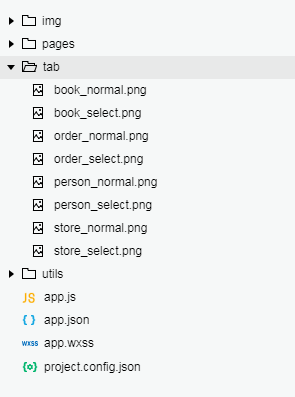 img
pages
tab
book_normal.png
book_select.png
order_normal.png
order_select.png
person_normal.png
person_select.png
store_normal.png
store_select.png
utils
JS app.js
{ } app.json
wxss app.wxss
{o} project.config.json